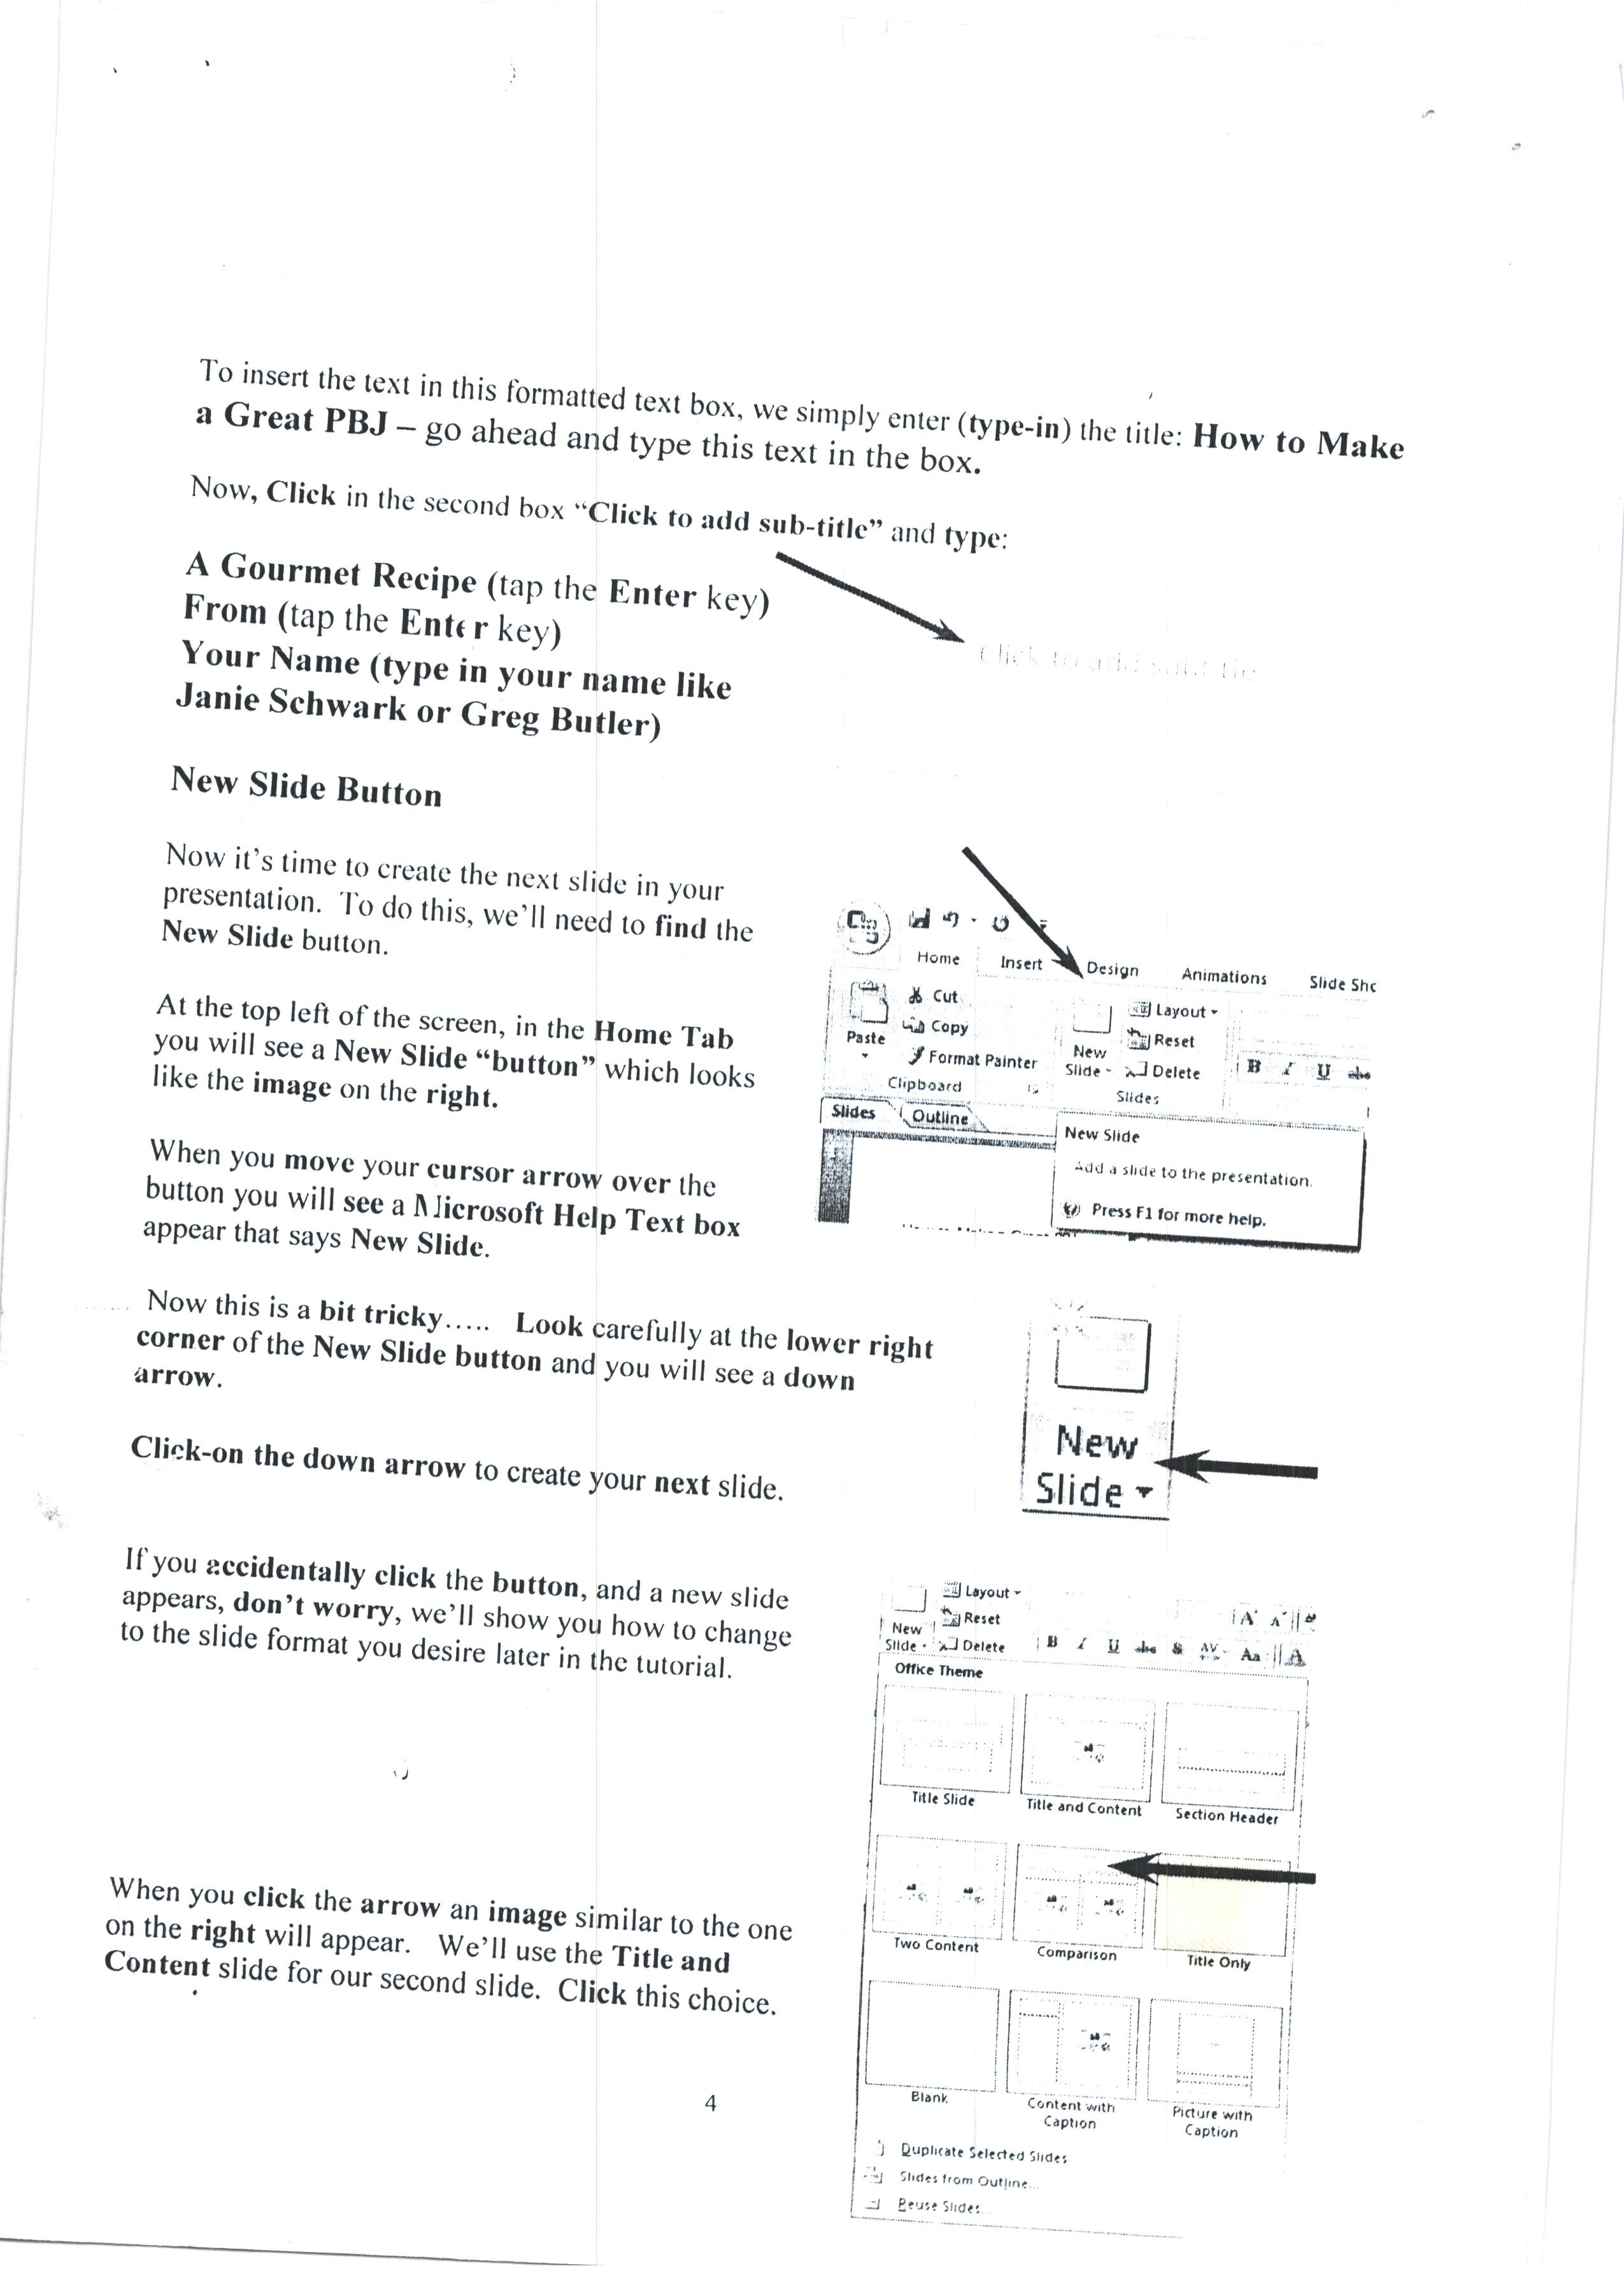 To insert the text in this formatted text box, we simply enter (type-in) the title: How to Make
a Great PBJ – go ahead and type this text in the box.
Now, Click in the second box “Click to add sub-title” and type:
A Gourmet Recipe (tap the Enter key)
From (tap the Enter key)
Your Name (type in your name like
Janie Schwark or Greg Butler)
Click to add subtitle
New Slide Button
Now it’s time to create the next slide in your
presentation. To do this, we’ll need to find the
New Slide button.
At the top left of the screen, in the Home Tab
you will see a New Slide “button” which looks
like the image on the right.
When you move your cursor arrow over the
button you will see a Microsoft Help Text box
appear that says New Slide.
Home Insert Design Animations Slide Sho
Cut
Copy
Paste
Format Painter
Clipboard
New
Slide
Layout
Reset
Delete
Slides
B I U abc
Slides Outline
New Slide
Add a slide to the presentation.
Press F1 for more help.
Now this is a bit tricky….. Look carefully at the lower right
corner of the New Slide button and you will see a down
arrow.
Click-on the down arrow to create your next slide.
New
Slide
If you accidentally click the button, and a new slide
appears, don’t worry, we’ll show you how to change
to the slide format you desire later in the tutorial.
When you click the arrow an image similar to the one
on the right will appear. We’ll use the Title and
Content slide for our second slide. Click this choice.
New
Slide
Layout
Reset
Delete
B I U abc S AV Aa A
A A
Office Theme
Title Slide Title and Content Section Header
Two Content Comparison Title Only
Blank Content with Caption Picture with Caption
Duplicate Selected Slides
Slides from Outline...
Reuse Slides...
4